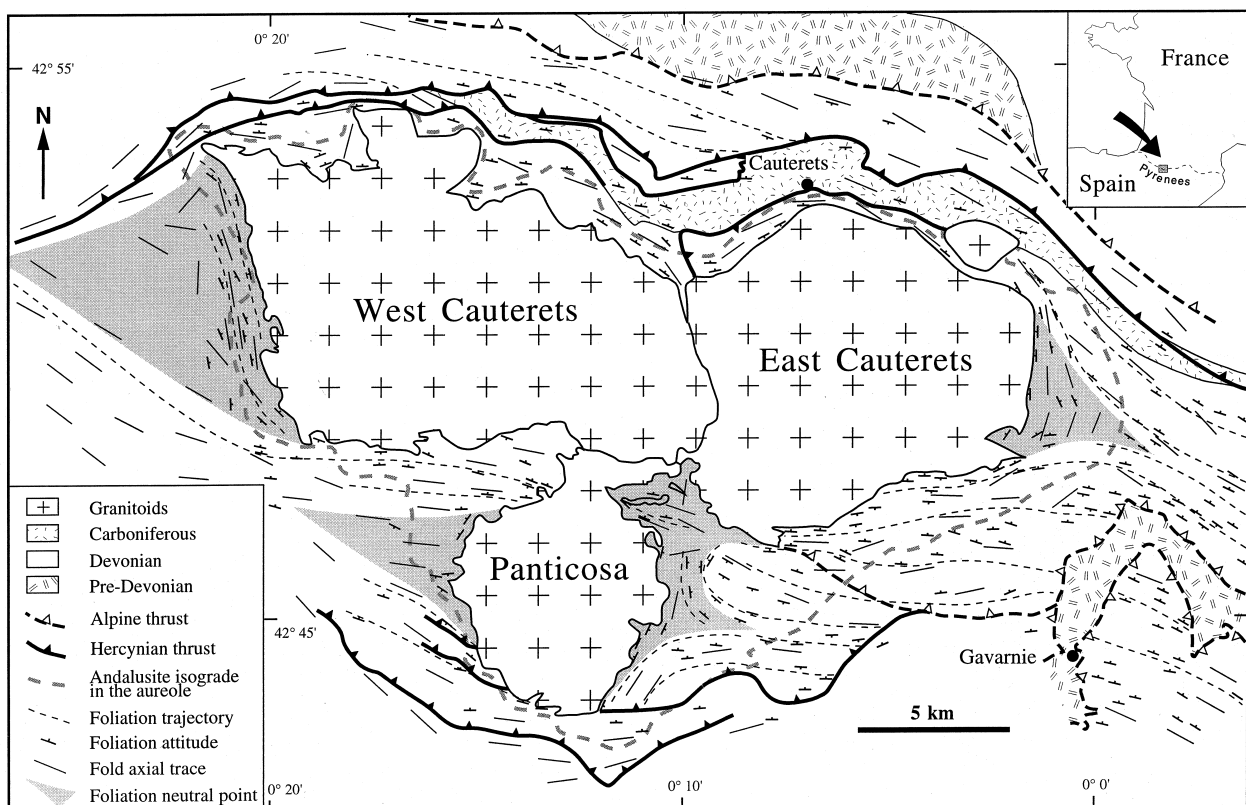 0° 20'
0° 10'
42° 55'
N
France
Spain
Pyrenees
Cauterets
West Cauterets
East Cauterets
Panticosa
42° 45'
Gavarnie
5 km
Granitoids
Carboniferous
Devonian
Pre-Devonian
Alpine thrust
Hercynian thrust
Andalusite isograde
in the aureole
Foliation trajectory
Foliation attitude
Fold axial trace
Foliation neutral point
0° 20'
0° 10'
0° 0'